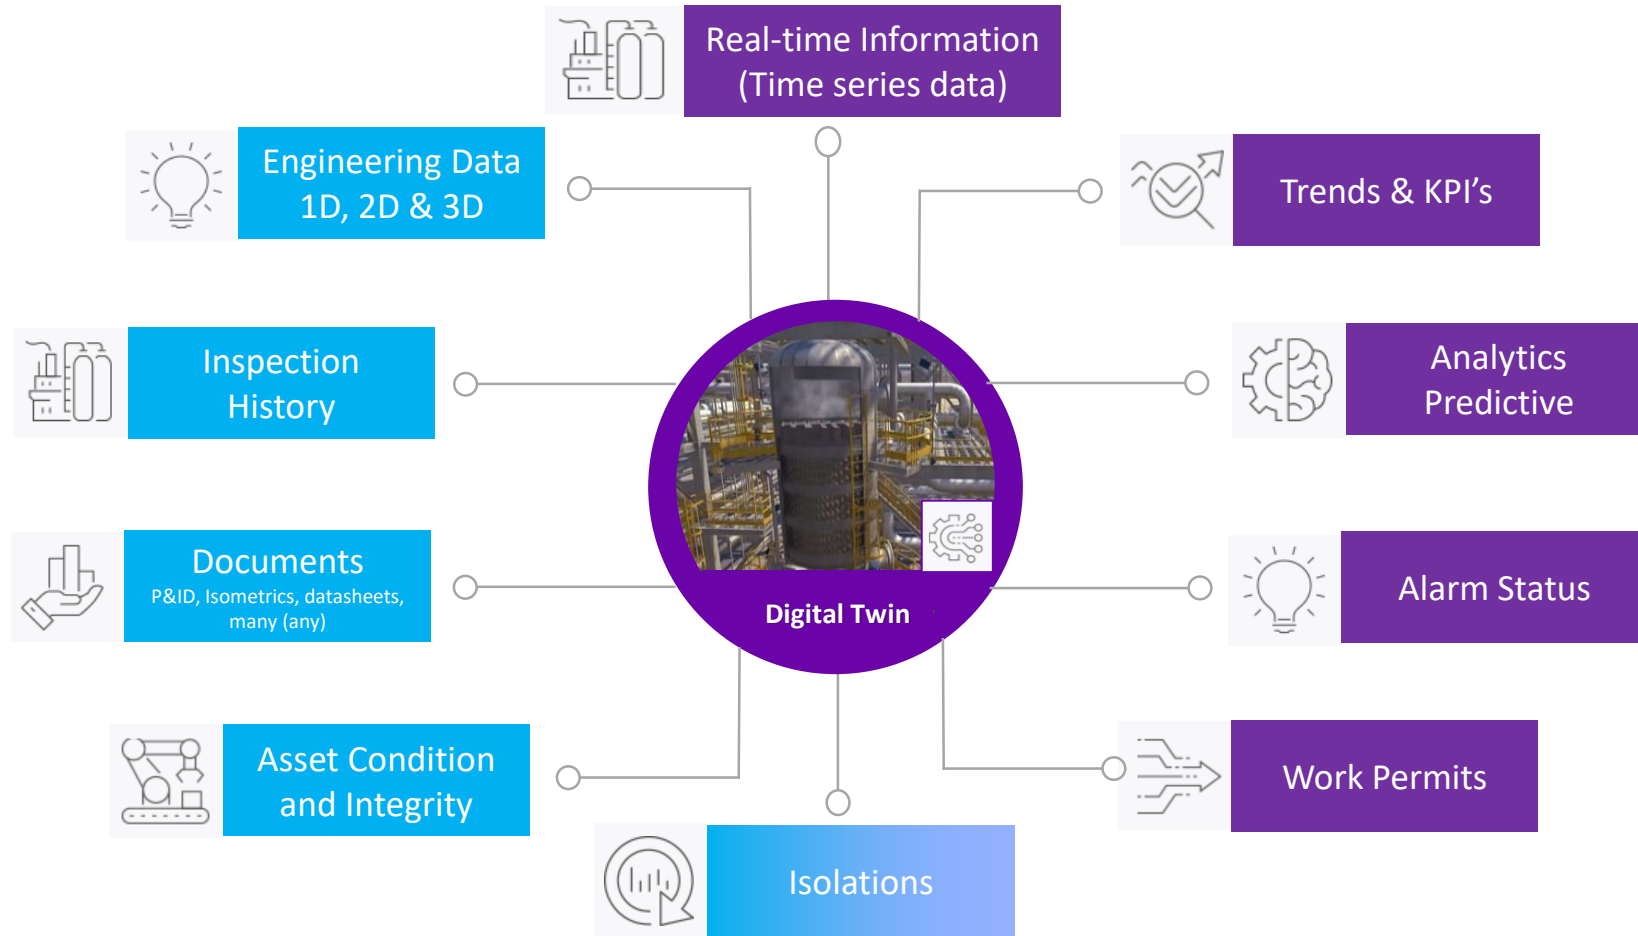 Real-time Information
(Time series data)
Engineering Data
1D, 2D & 3D
Trends & KPI’s
Inspection
History
Analytics
Predictive
Documents
P&ID, Isometrics, datasheets,
many (any)
Alarm Status
Digital Twin
Asset Condition
and Integrity
Work Permits
Isolations